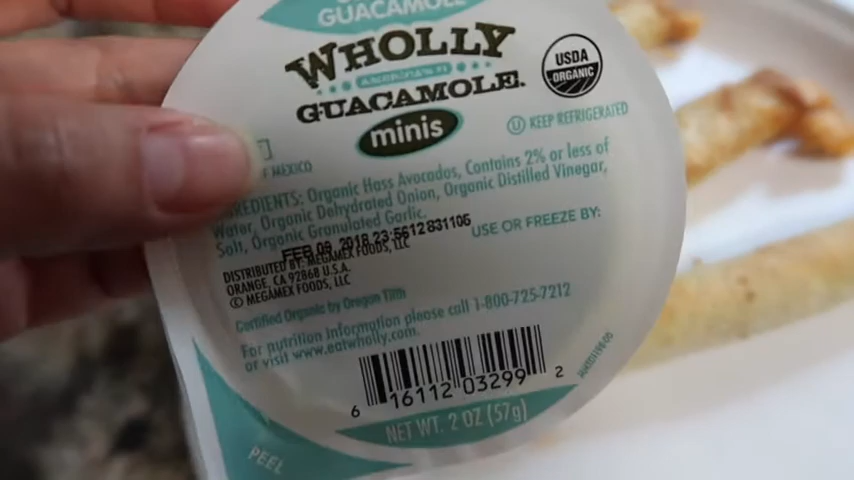 GUACAMOLE
WHOLLY
GUACAMOLE.
minis
USDA
ORGANIC
U KEEP REFRIGERATED
F MEXICO
INGREDIENTS: Organic Hass Avocados, Contains 2% or less of
Water, Organic Dehydrated Onion, Organic Distilled Vinegar,
Salt, Organic Granulated Garlic.
FEB 09 2018 23:5612831106
USE OR FREEZE BY:
DISTRIBUTED BY: MEGAMEX FOODS, LLC
ORANGE, CA 92868 U.S.A.
© MEGAMEX FOODS, LLC
Certified Organic by Oregon Tilth
For nutrition information please call 1-800-725-7212
or visit www.eatwholly.com.
6 16112 03299 2
NET WT. 2 OZ (57g)
PEEL